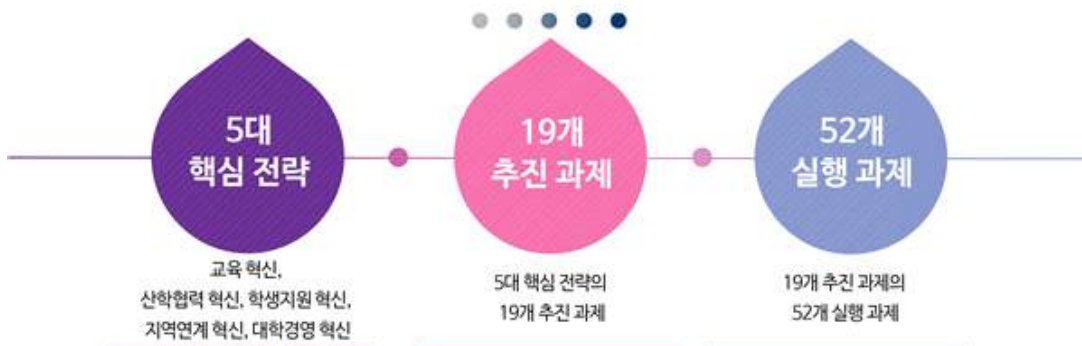 5대
핵심 전략
19개
추진 과제
52개
실행 과제
교육 혁신,
산학협력 혁신, 학생지원 혁신,
지역연계 혁신, 대학경영 혁신
5대 핵심 전략의
19개 추진 과제
19개 추진 과제의
52개 실행 과제